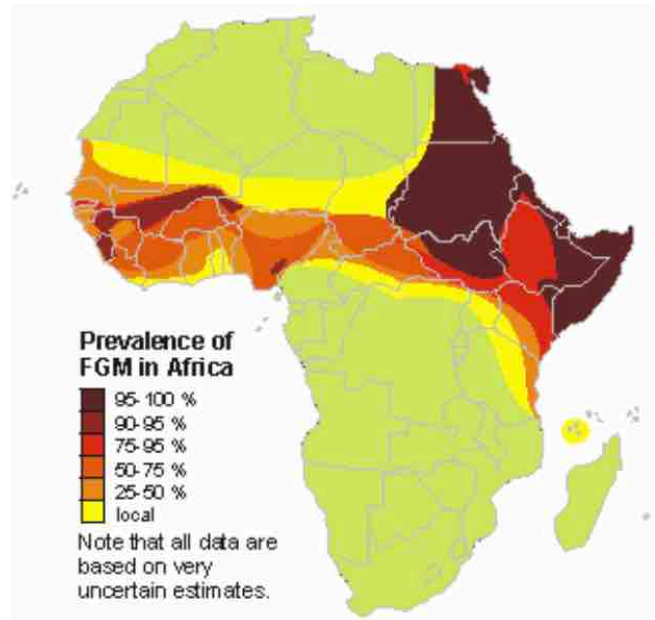 Prevalence of
FGM in Africa
95-100 %
90-95 %
75-95 %
50-75 %
25-50 %
local
Note that all data are
based on very
uncertain estimates.